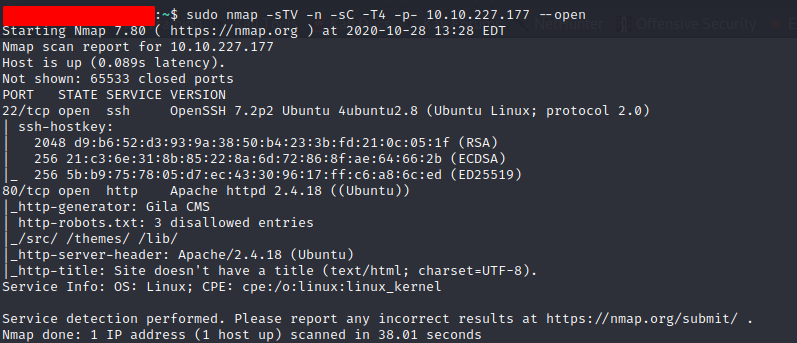 :~$ sudo nmap -sTV -n -sC -T4 -p- 10.10.227.177 --open
Starting Nmap 7.80 ( https://nmap.org ) at 2020-10-28 13:28 EDT
Nmap scan report for 10.10.227.177
Host is up (0.089s latency).
Not shown: 65533 closed ports
PORT   STATE SERVICE VERSION
22/tcp open  ssh     OpenSSH 7.2p2 Ubuntu 4ubuntu2.8 (Ubuntu Linux; protocol 2.0)
| ssh-hostkey:
|   2048 d9:b6:52:d3:93:9a:38:50:b4:23:3b:fd:21:0c:05:1f (RSA)
|   256 21:c3:6e:31:8b:85:22:8a:6d:72:86:8f:ae:64:66:2b (ECDSA)
|_  256 5b:b9:75:78:05:d7:ec:43:30:96:17:ff:c6:a8:6c:ed (ED25519)
80/tcp open  http    Apache httpd 2.4.18 ((Ubuntu))
|_http-generator: Gila CMS
| http-robots.txt: 3 disallowed entries
|_/src/ /themes/ /lib/
|_http-server-header: Apache/2.4.18 (Ubuntu)
|_http-title: Site doesn't have a title (text/html; charset=UTF-8).
Service Info: OS: Linux; CPE: cpe:/o:linux:linux_kernel
Service detection performed. Please report any incorrect results at https://nmap.org/submit/ .
Nmap done: 1 IP address (1 host up) scanned in 38.01 seconds
Offensive Security